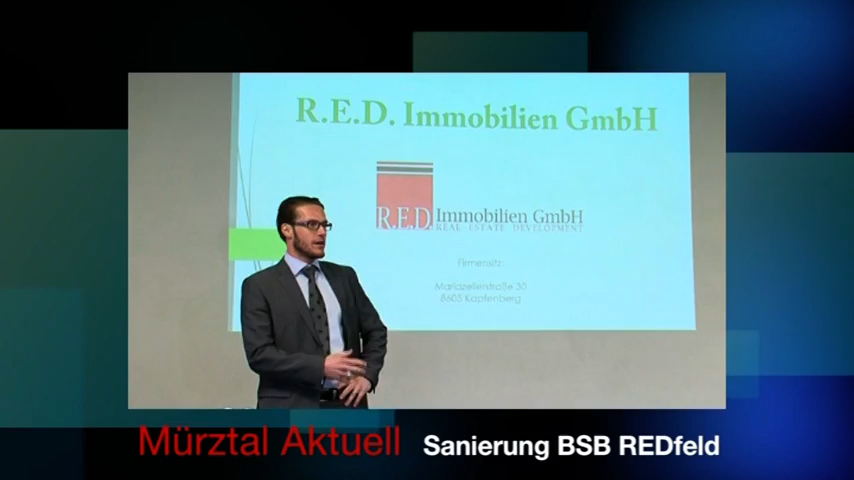 R.E.D. Immobilien GmbH
R.E.D. Immobilien GmbH
REAL ESTATE DEVELOPMENT
Firmensitz:
Mariazellerstraße 30
8605 Kapfenberg
Mürztal Aktuell Sanierung BSB REDfeld